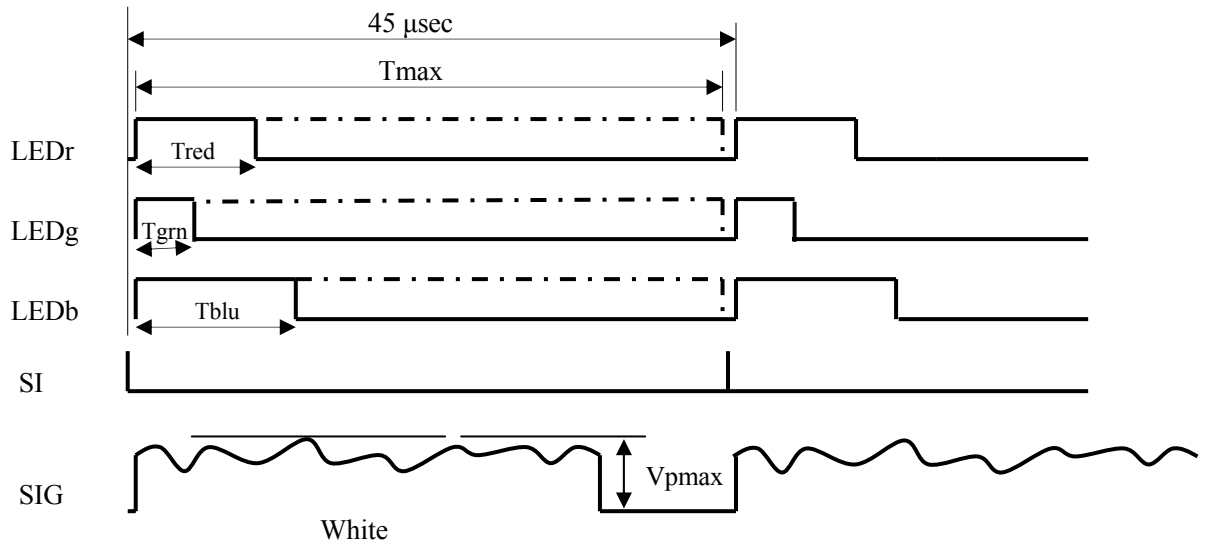 45 μsec
Tmax
LEDr
Tred
LEDg
Tgrn
LEDb
Tblu
SI
SIG
Vpmax
White